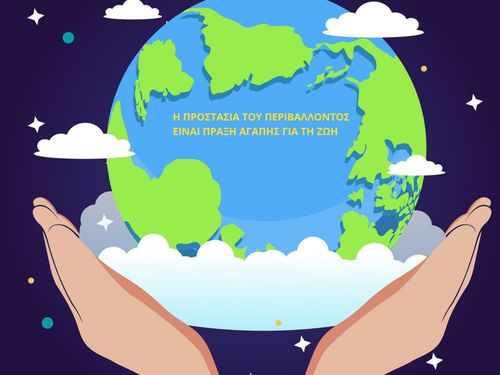 Η ΠΡΟΣΤΑΣΙΑ ΤΟΥ ΠΕΡΙΒΑΛΛΟΝΤΟΣ
ΕΙΝΑΙ ΠΡΑΞΗ ΑΓΑΠΗΣ ΓΙΑ ΤΗ ΖΩΗ